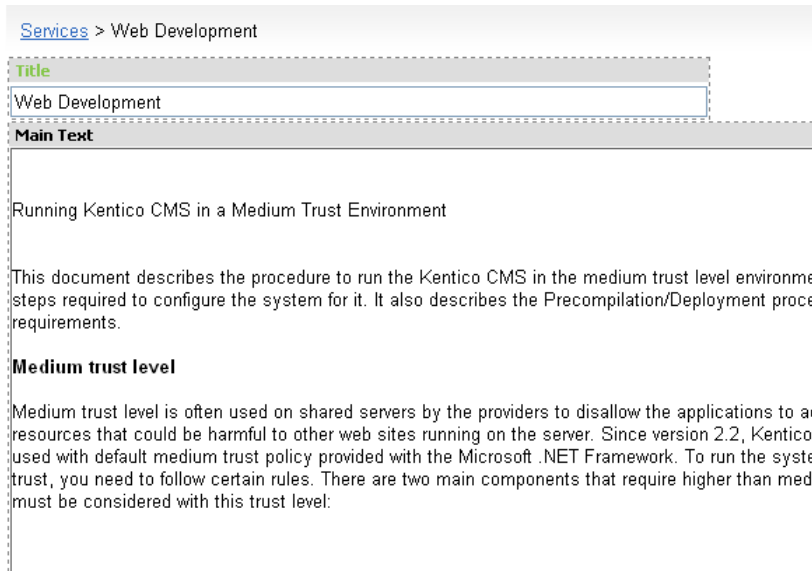 Services > Web Development
Title
Web Development
Main Text
Running Kentico CMS in a Medium Trust Environment
This document describes the procedure to run the Kentico CMS in the medium trust level
steps required to configure the system for it. It also describes the Precompilation/Deployment
requirements.
Medium trust level
Medium trust level is often used on shared servers by the providers to disallow the applications to
resources that could be harmful to other web sites running on the server. Since version 2.2, Kentico
used with default medium trust policy provided with the Microsoft .NET Framework. To run the
trust, you need to follow certain rules. There are two main components that require higher than
must be considered with this trust level: